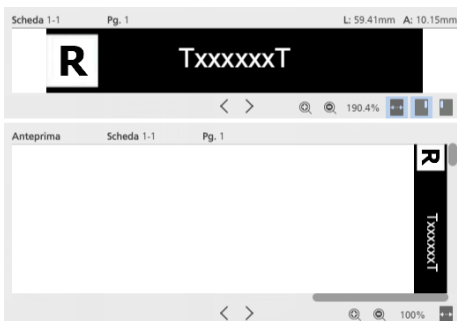 Scheda 1-1 Pg. 1 L: 59.41mm A: 10.15mm
R TxxxxxxT
190.4%
Anteprima Scheda 1-1 Pg. 1
R
TxxxxxxT
100%